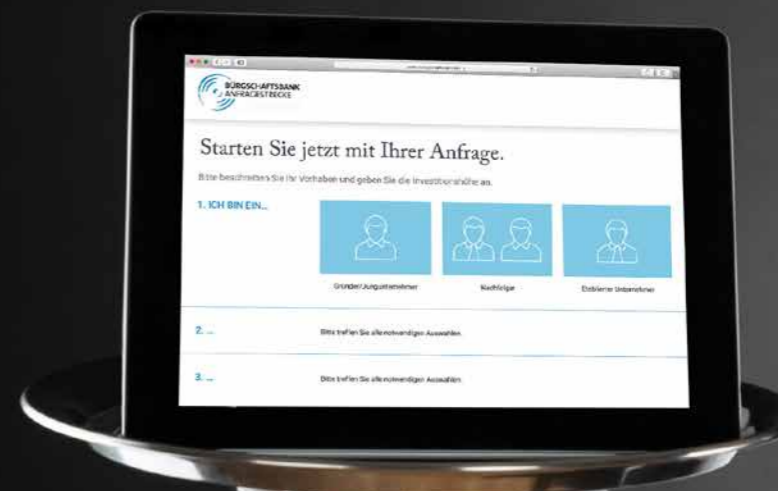 BÜRGSCHAFTSBANK
ANFRAGESTRECKE
Starten Sie jetzt mit Ihrer Anfrage.
Bitte beschreiben Sie Ihr Vorhaben und geben Sie die Investitionshöhe an.
1. ICH BIN EIN...
Gründer/Jungunternehmer
Nachfolger
Etablierter Unternehmer
2. ...
Bitte treffen Sie alle notwendigen Auswahlen
3. ...
Bitte treffen Sie alle notwendigen Auswahlen